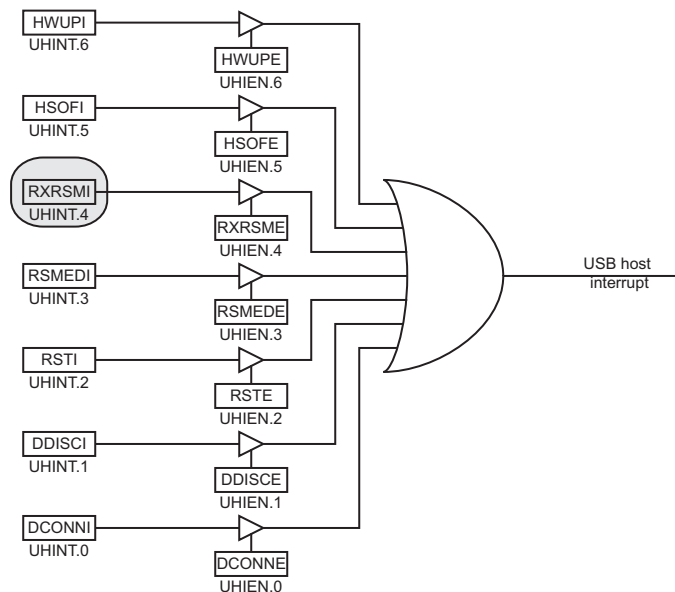 HWUPI
UHINT.6
HWUPE
UHIEN.6
HSOFI
UHINT.5
HSOFE
UHIEN.5
RXRSMI
UHINT.4
RXRSME
UHIEN.4
RSMEDI
UHINT.3
RSMEDE
UHIEN.3
USB host
interrupt
RSTI
UHINT.2
RSTE
UHIEN.2
DDISCI
UHINT.1
DDISCE
UHIEN.1
DCONNI
UHINT.0
DCONNE
UHIEN.0